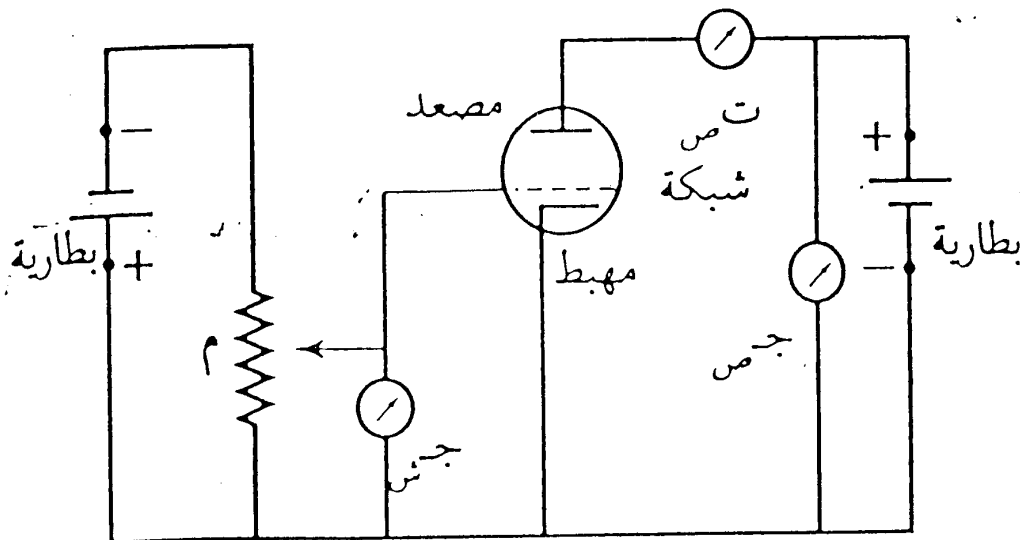 مصعد
ت ص
شبكة
مهبط
بطارية
+
−
جـ ص
−
+
بطارية
م
جـ ش